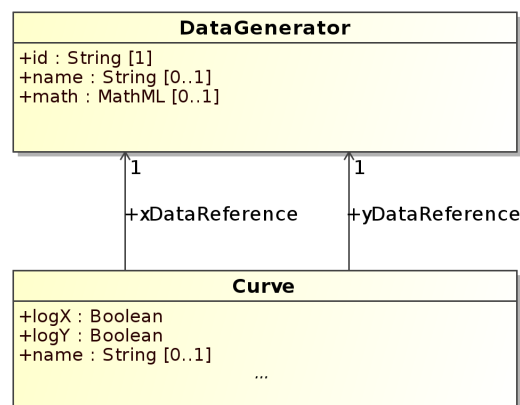 DataGenerator
+id : String [1]
+name : String [0..1]
+math : MathML [0..1]
1 1
+xDataReference +yDataReference
Curve
+logX : Boolean
+logY : Boolean
+name : String [0..1]
...